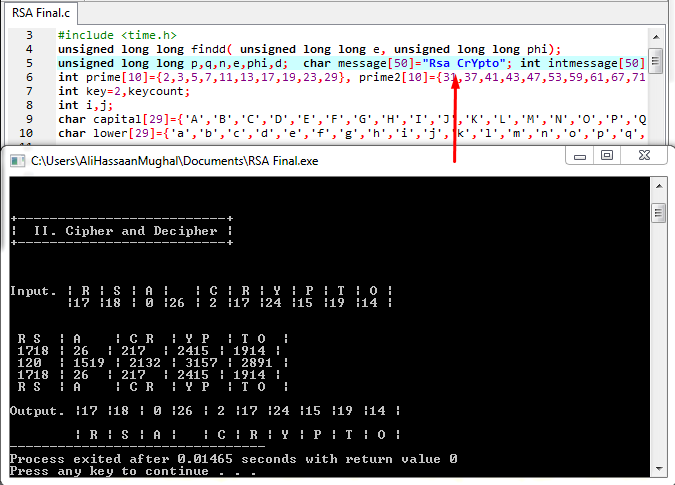 RSA Final.c
3 #include <time.h>
4 unsigned long long findd( unsigned long long e, unsigned long long phi);
5 unsigned long long p,q,n,e,phi,d; char message[50]="Rsa CrYpto"; int intmessage[50]
6 int prime[10]={2,3,5,7,11,13,17,19,23,29}, prime2[10]={31,37,41,43,47,53,59,61,67,71
7 int key=2,keycount;
8 int i,j;
9 char capital[29]={'A','B','C','D','E','F','G','H','I','J','K','L','M','N','O','P','Q
10 char lower[29]={'a','b','c','d','e','f','g','h','i','j','k','l','m','n','o','p','q',
C:\Users\AliHassaanMughal\Documents\RSA Final.exe
+---------------------------+
¦ II. Cipher and Decipher ¦
+---------------------------+
Input. ¦ R ¦ S ¦ A ¦   ¦ C ¦ R ¦ Y ¦ P ¦ T ¦ O ¦
¦17 ¦18 ¦ 0 ¦26 ¦ 2 ¦17 ¦24 ¦15 ¦19 ¦14 ¦
R S ¦ A   ¦ C R ¦ Y P ¦ T O ¦
1718 ¦ 26 ¦ 217 ¦ 2415 ¦ 1914 ¦
120 ¦ 1519 ¦ 2132 ¦ 3157 ¦ 2891 ¦
1718 ¦ 26 ¦ 217 ¦ 2415 ¦ 1914 ¦
R S ¦ A   ¦ C R ¦ Y P ¦ T O ¦
Output. ¦17 ¦18 ¦ 0 ¦26 ¦ 2 ¦17 ¦24 ¦15 ¦19 ¦14 ¦
¦ R ¦ S ¦ A ¦   ¦ C ¦ R ¦ Y ¦ P ¦ T ¦ O ¦
--------------------------------
Process exited after 0.01465 seconds with return value 0
Press any key to continue . . .